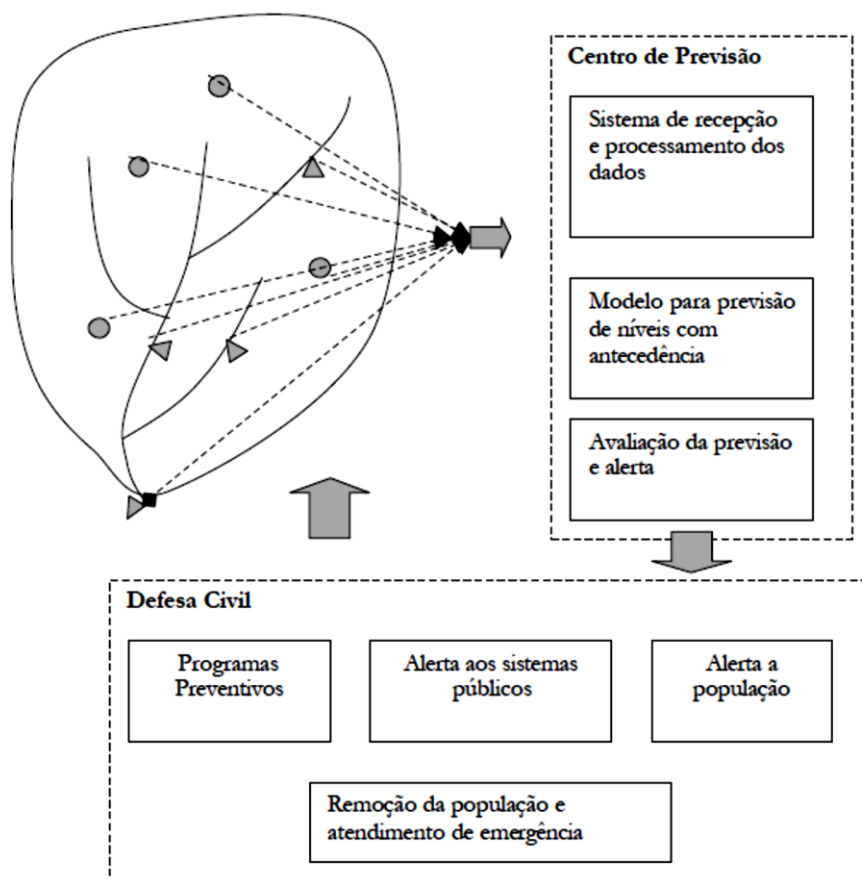 Centro de Previsão
Sistema de recepção
e processamento dos
dados
Modelo para previsão
de níveis com
antecedência
Avaliação da previsão
e alerta
Defesa Civil
Programas
Preventivos
Alerta aos sistemas
públicos
Alerta a
população
Remoção da população e
atendimento de emergência